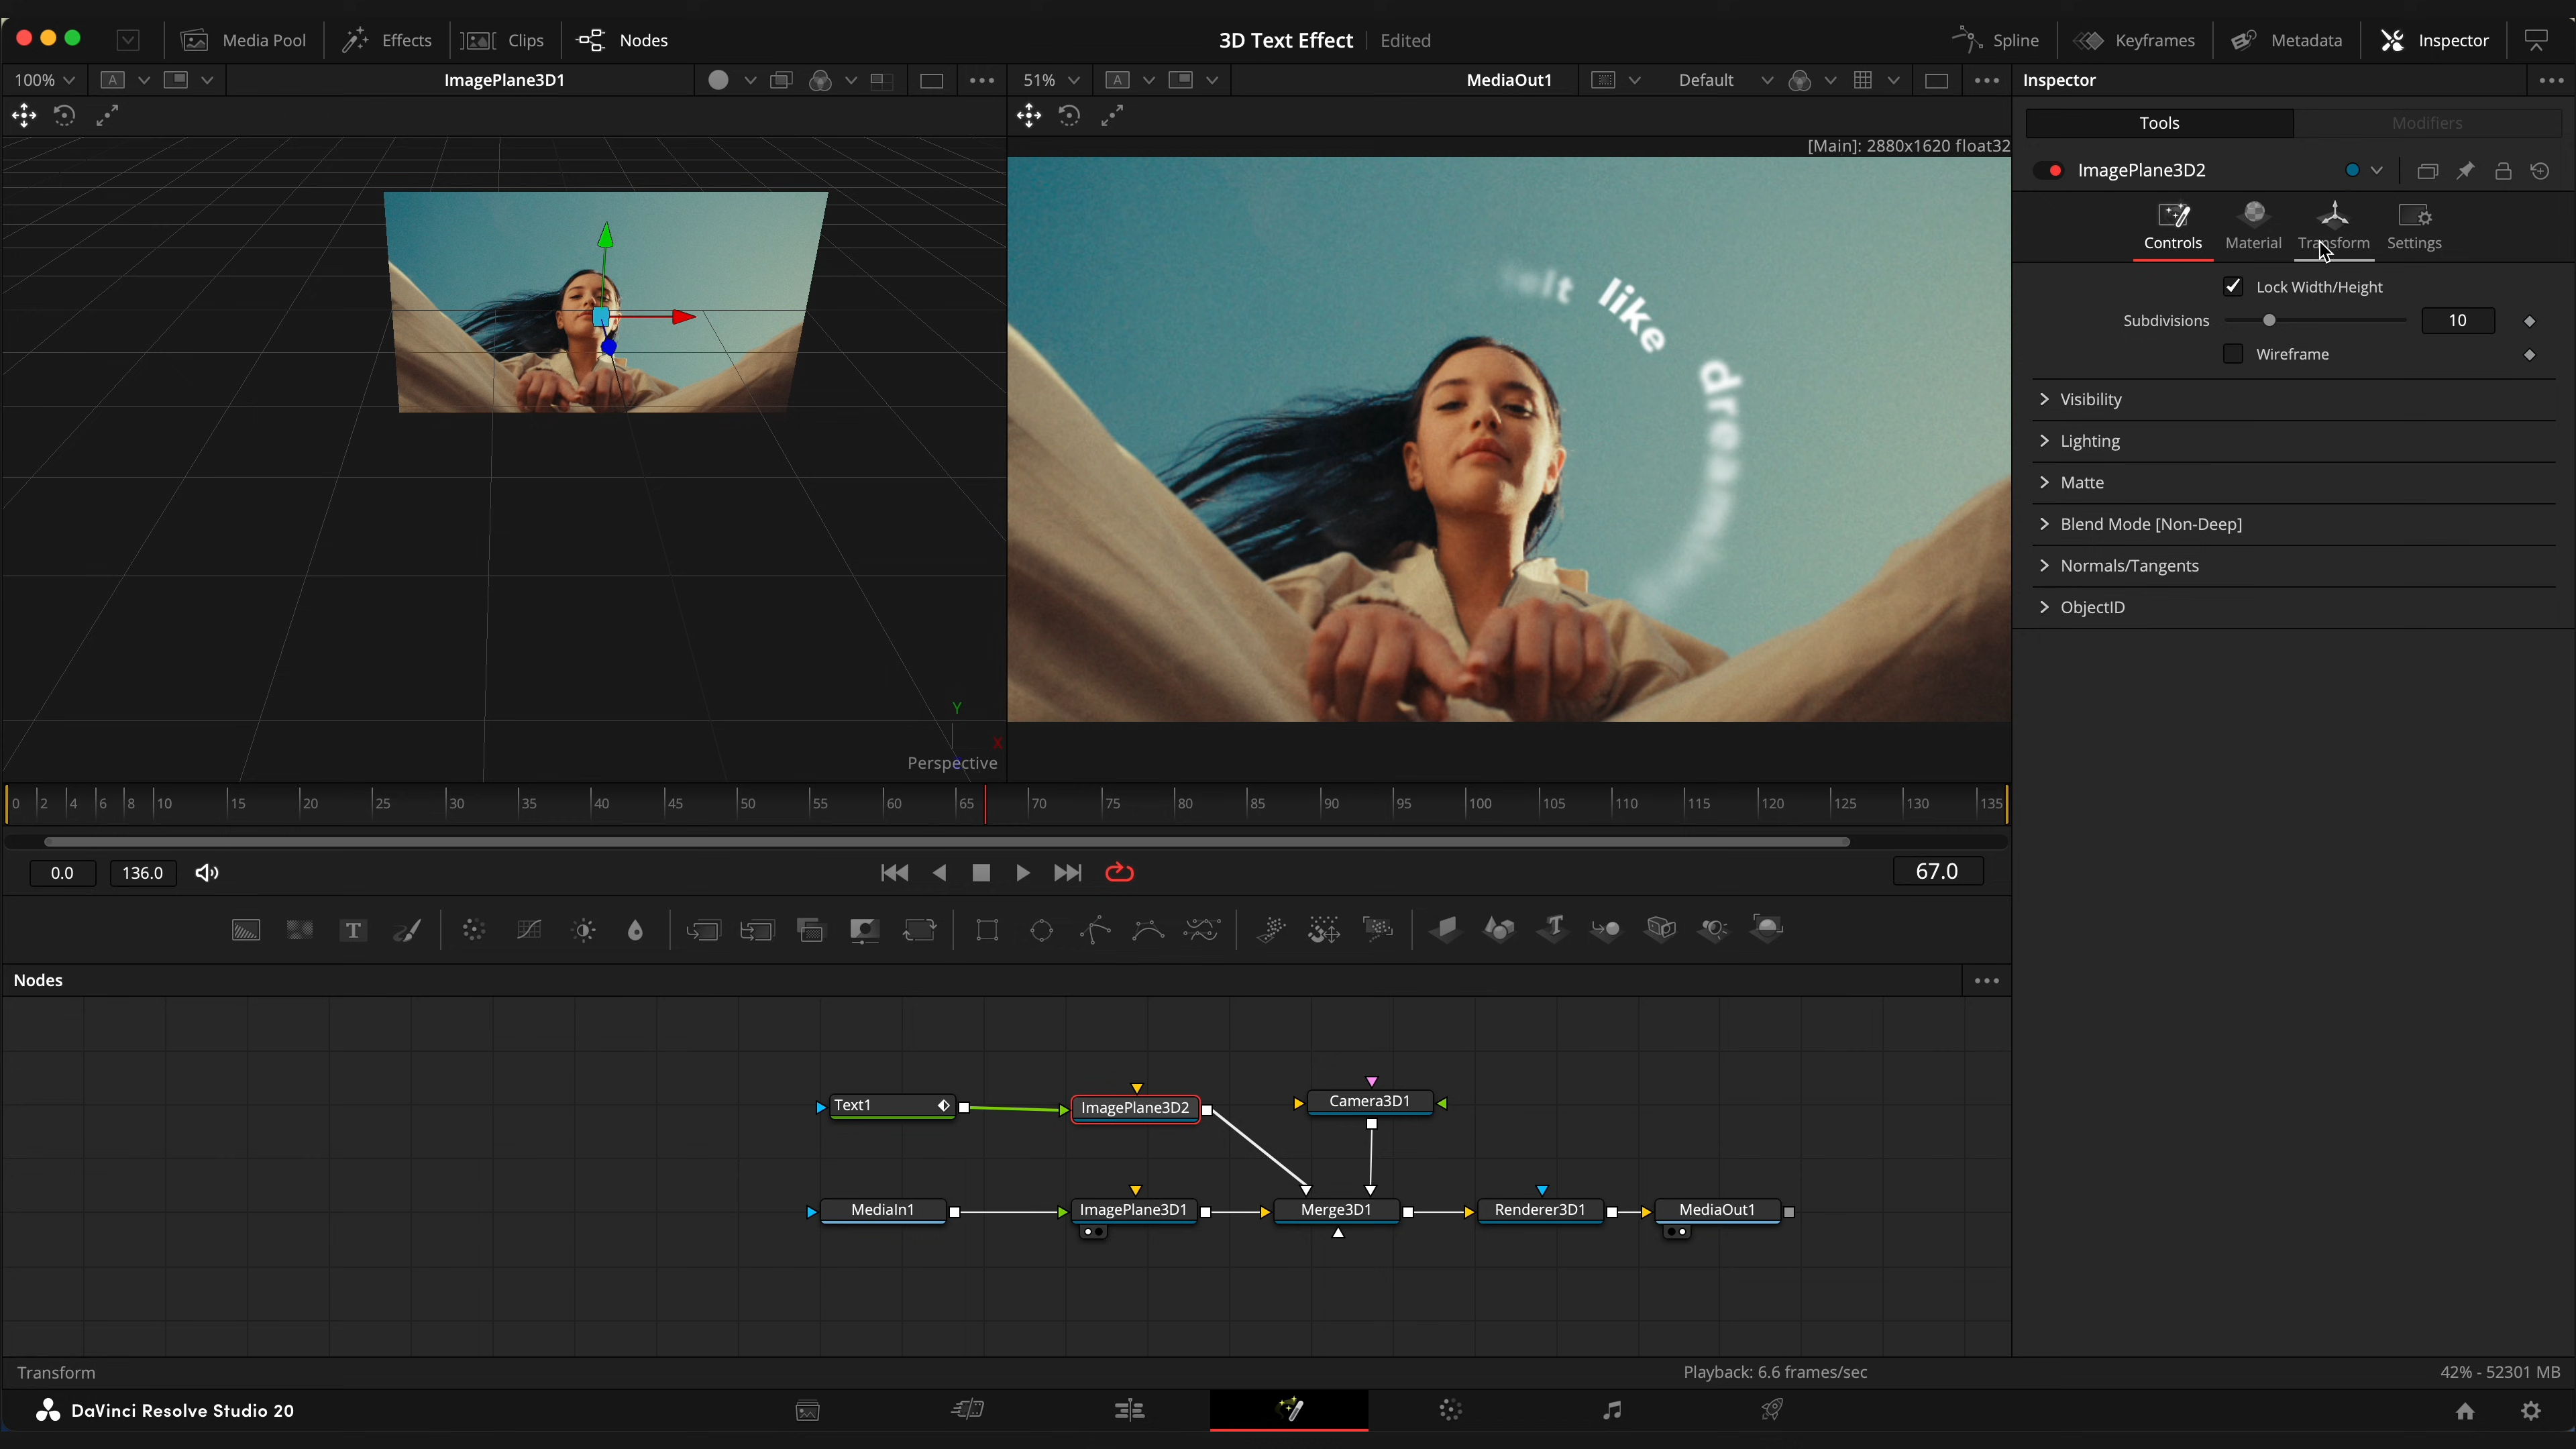 Media Pool Effects Clips Nodes 3D Text Effect Edited Spline Keyframes Metadata Inspector
100% A ImagePlane3D1 51% A MediaOut1 Default Inspector
Tools Modifiers
[Main]: 2880x1620 float32
ImagePlane3D2
Controls Material Transform Settings
Lock Width/Height
Subdivisions 10
Wireframe
Visibility
Lighting
Matte
Blend Mode [Non-Deep]
Normals/Tangents
ObjectID
felt
like
dream
Y
X
Perspective
0 2 4 6 8 10 15 20 25 30 35 40 45 50 55 60 65 70 75 80 85 90 95 100 105 110 115 120 125 130 135
0.0 136.0 67.0
T T
Nodes
Text1 ImagePlane3D2 Camera3D1
MediaIn1 ImagePlane3D1 Merge3D1 Renderer3D1 MediaOut1
Transform Playback: 6.6 frames/sec 42% - 52301 MB
DaVinci Resolve Studio 20